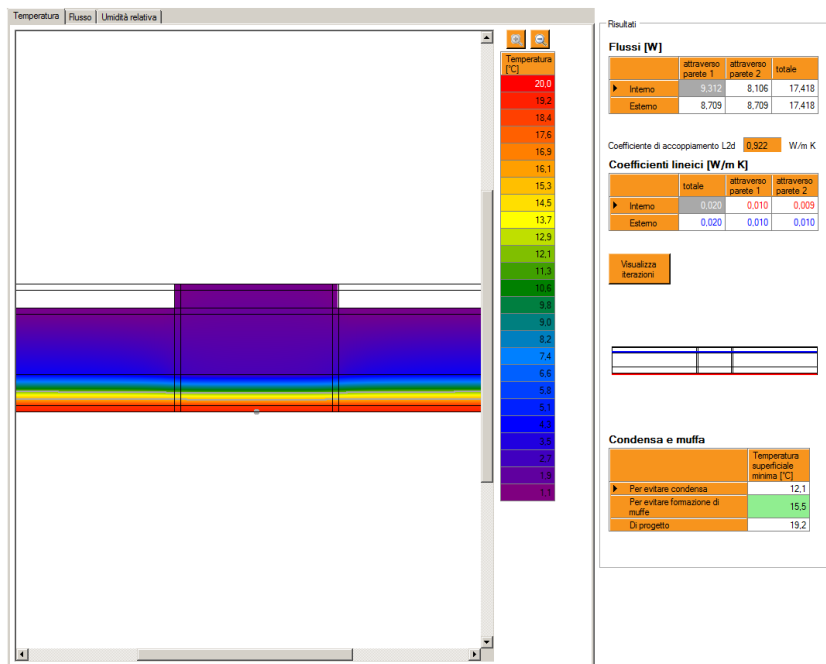 Temperatura
Flusso
Umidità relativa
Temperatura
[°C]
20,0
19,2
18,4
17,6
16,9
16,1
15,3
14,5
13,7
12,9
12,1
11,3
10,6
9,8
9,0
8,2
7,4
6,6
5,8
5,1
4,3
3,5
2,7
1,9
1,1
Risultati
Flussi [W]
attraverso parete 1
attraverso parete 2
totale
Interno 9,312 8,106 17,418
Esterno 8,709 8,709 17,418
Coefficiente di accoppiamento L2d 0,922 W/m K
Coefficienti lineici [W/m K]
totale
attraverso parete 1
attraverso parete 2
Interno 0,020 0,010 0,009
Esterno 0,020 0,010 0,010
Visualizza
iterazioni
Condensa e muffa
Temperatura
superficiale
minima [°C]
Per evitare condensa 12,1
Per evitare formazione di
muffe 15,5
Di progetto 19,2